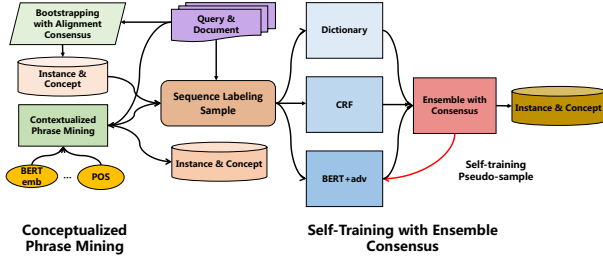 Bootstrapping
with Alignment
Consensus
Query &
Document
Dictionary
Instance &
Concept
Sequence Labeling
Sample
CRF
Ensemble with
Consensus
Instance & Concept
Contextualized
Phrase Mining
Instance & Concept
BERT+adv
Self-training
Pseudo-sample
BERT
emb
...
POS
Conceptualized
Phrase Mining
Self-Training with Ensemble
Consensus